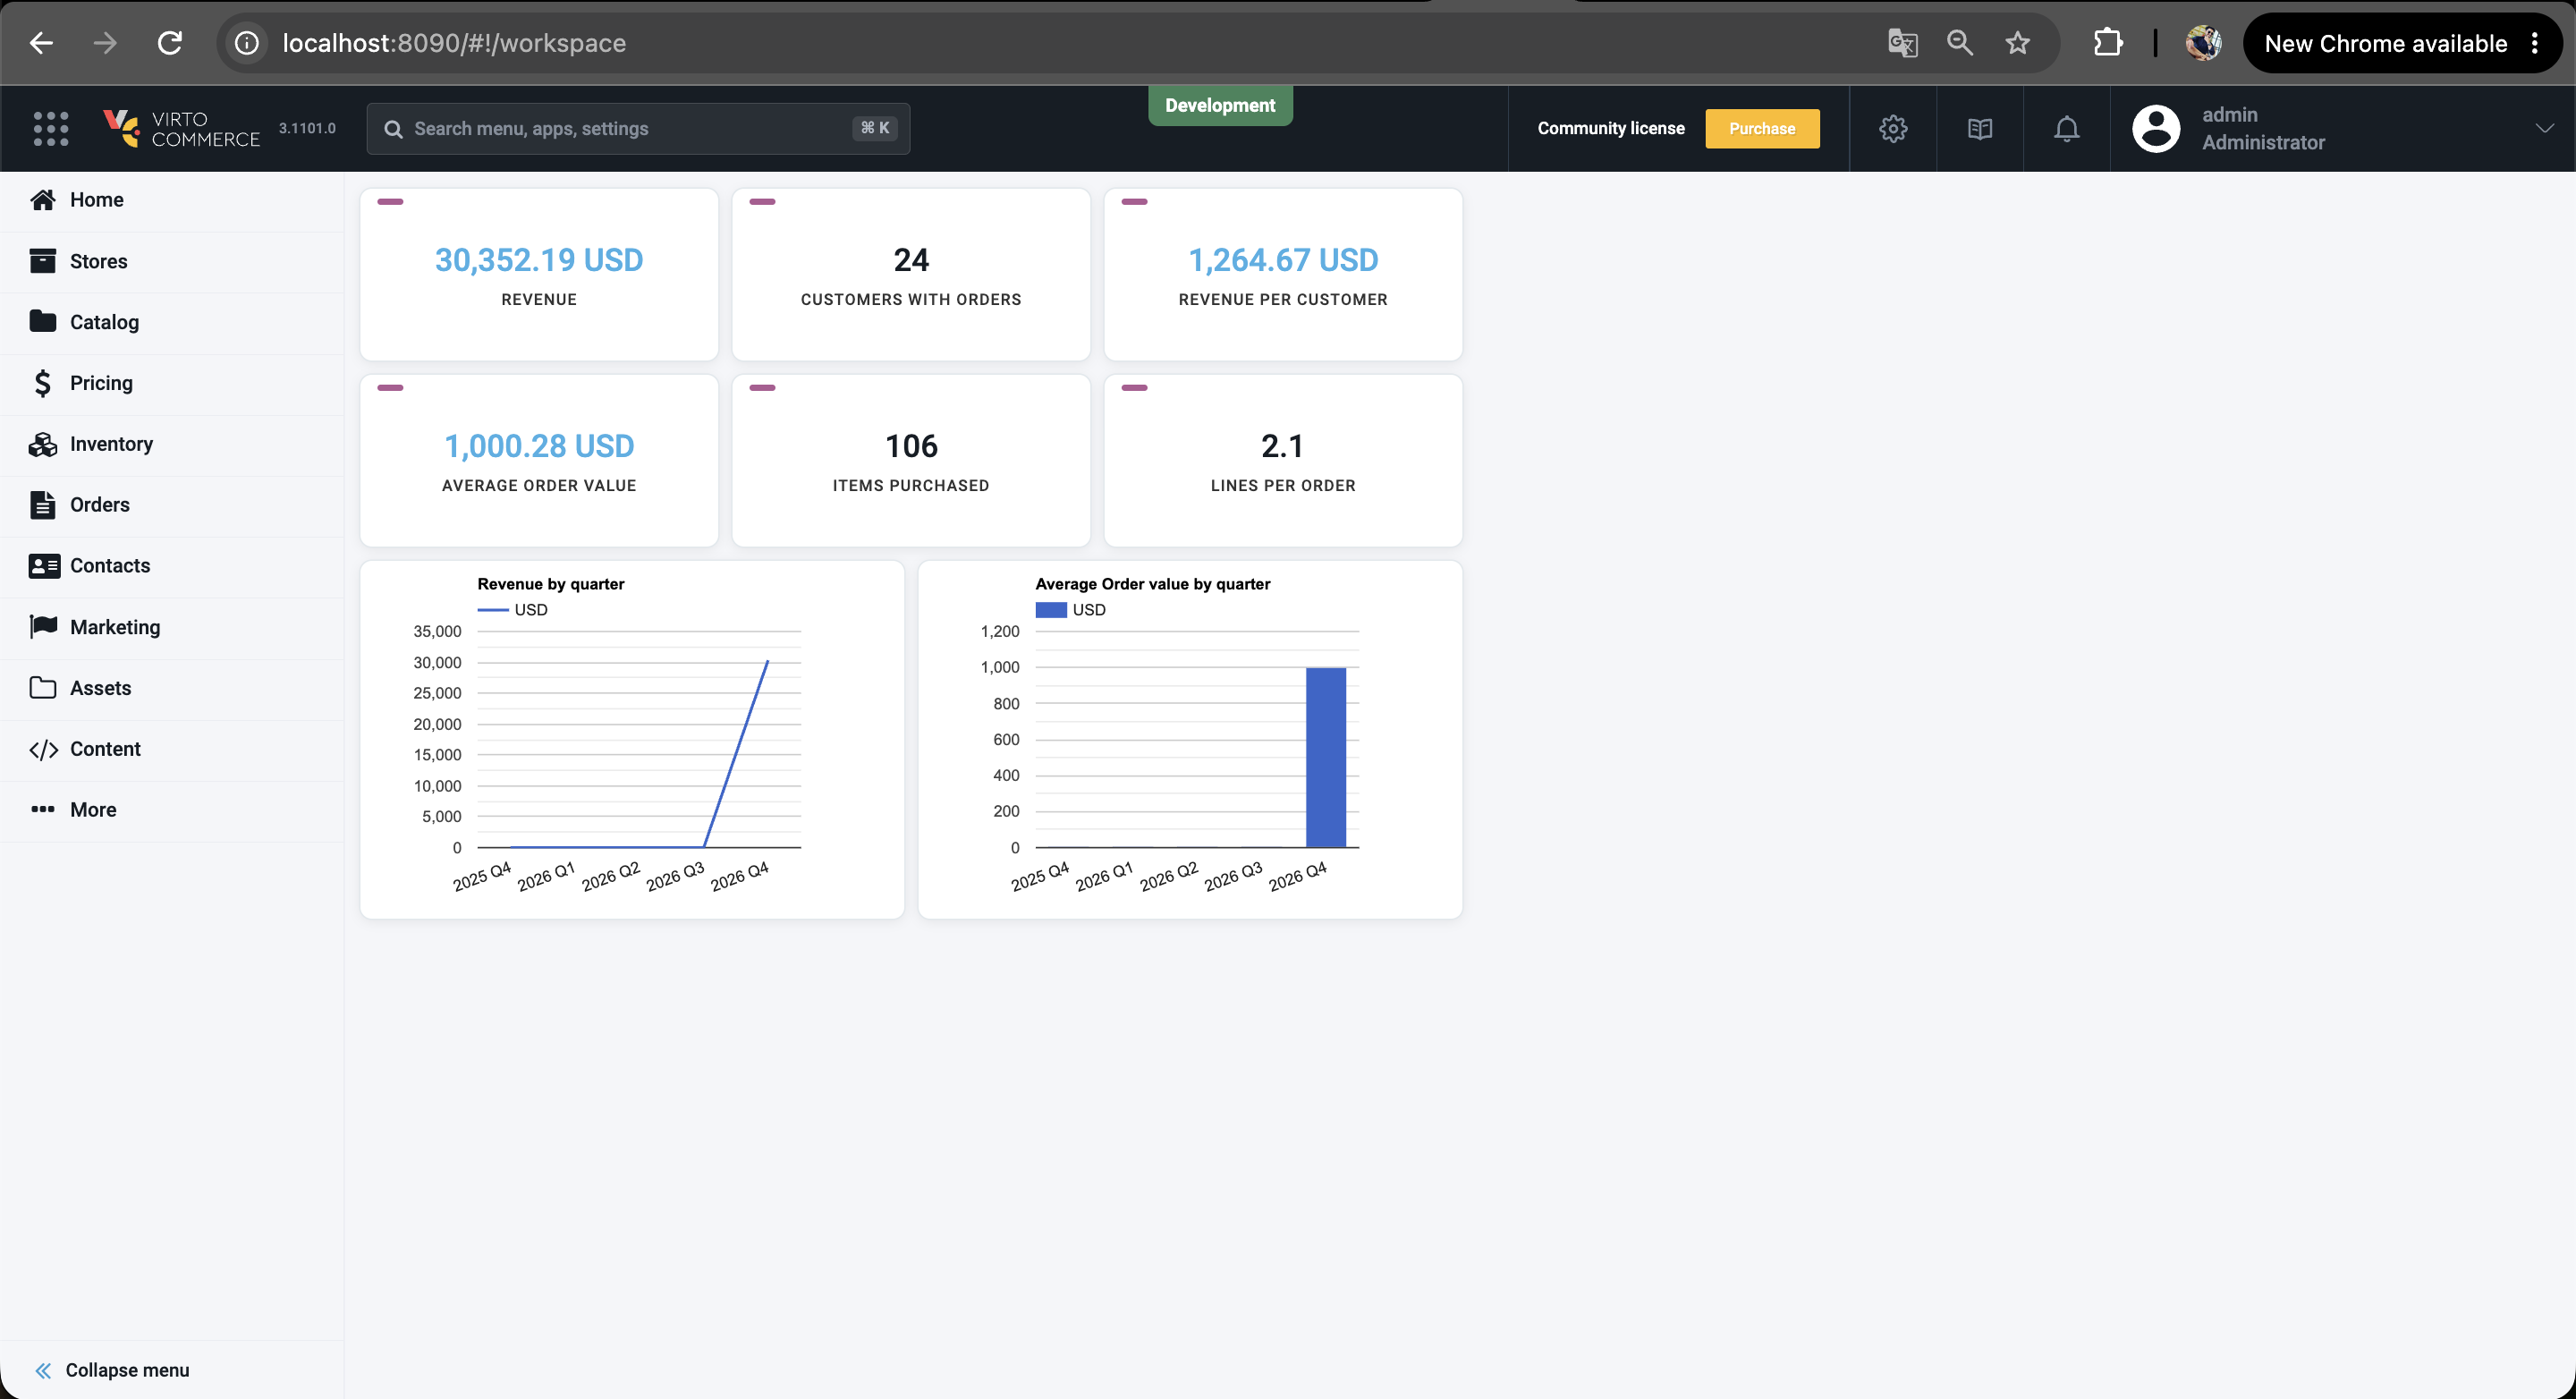 localhost:8090/#!/workspace
New Chrome available
VIRTO
COMMERCE
3.1101.0
Search menu, apps, settings
⌘ K
Development
Community license
Purchase
admin
Administrator
Home
Stores
Catalog
Pricing
Inventory
Orders
Contacts
Marketing
Assets
Content
More
Collapse menu
30,352.19 USD
REVENUE
24
CUSTOMERS WITH ORDERS
1,264.67 USD
REVENUE PER CUSTOMER
1,000.28 USD
AVERAGE ORDER VALUE
106
ITEMS PURCHASED
2.1
LINES PER ORDER
Revenue by quarter
USD
35,000
30,000
25,000
20,000
15,000
10,000
5,000
0
2025 Q4
2026 Q1
2026 Q2
2026 Q3
2026 Q4
Average Order value by quarter
USD
1,200
1,000
800
600
400
200
0
2025 Q4
2026 Q1
2026 Q2
2026 Q3
2026 Q4